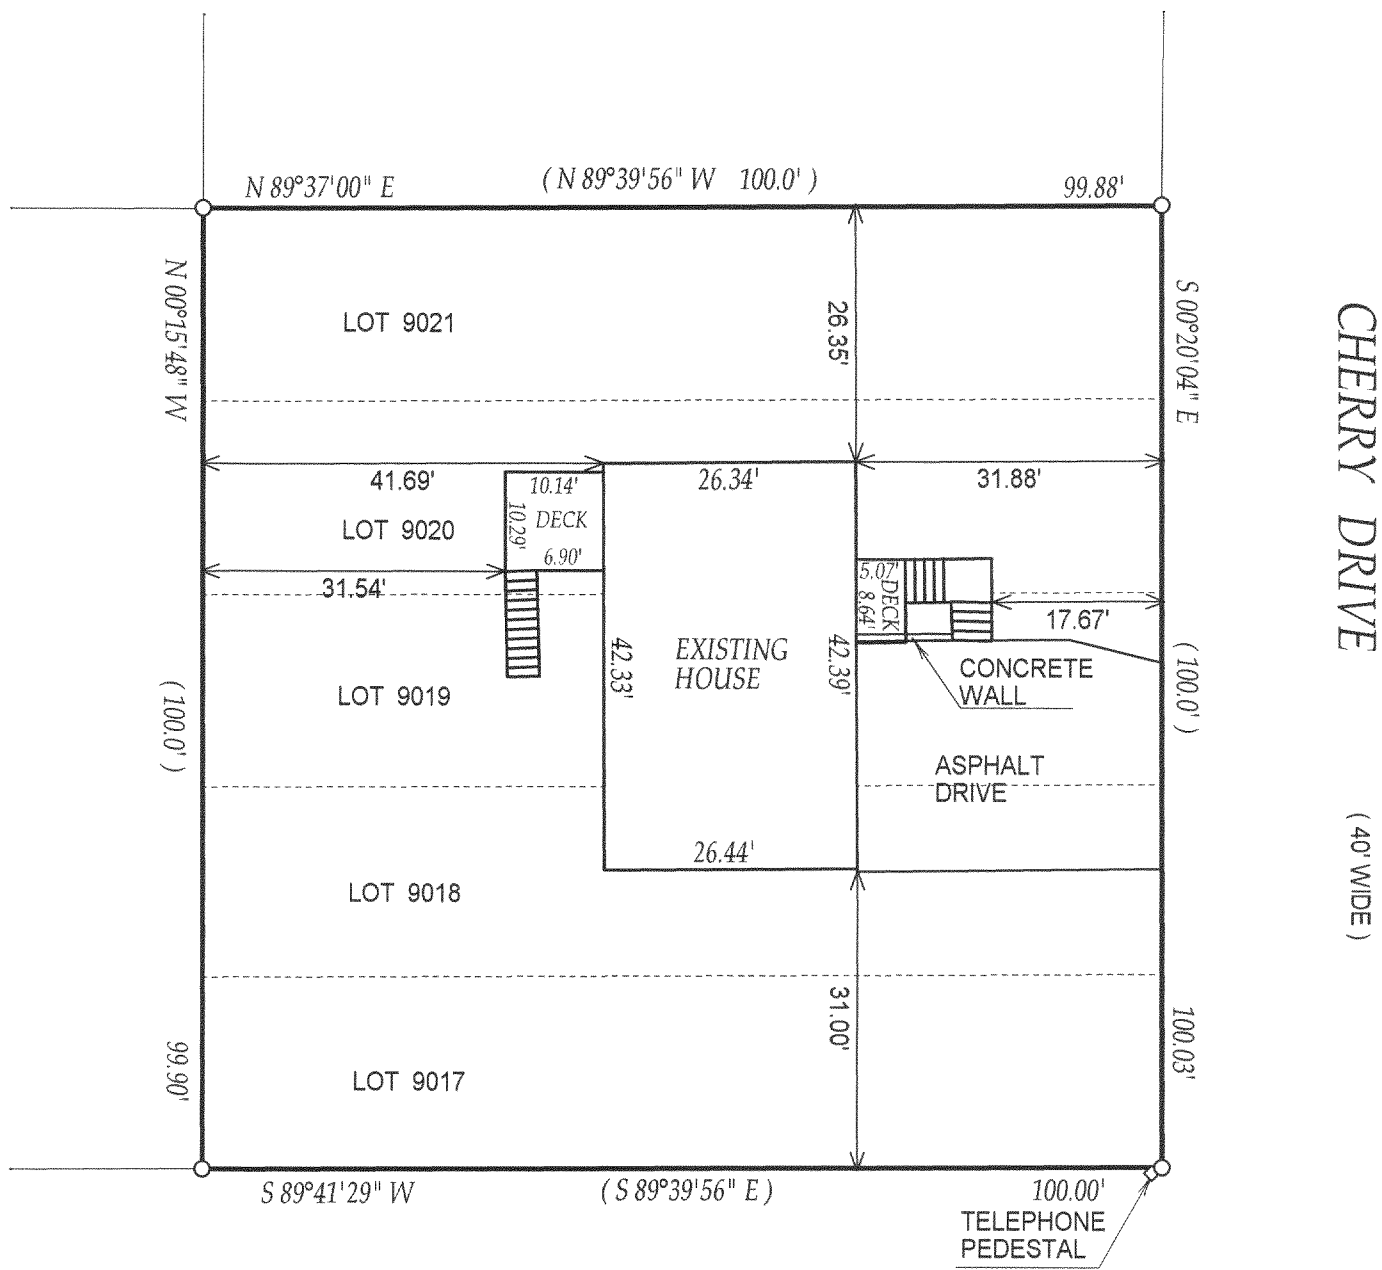 N 89°37'00" E
( N 89°39'56" W 100.0' )
99.88'
N 00°15'48" W
S 00°20'04" E
CHERRY DRIVE
LOT 9021
26.35'
41.69'
26.34'
31.88'
10.14'
10.29'
DECK
LOT 9020
6.90'
31.54'
5.07'
DECK
8.64'
17.67'
42.33'
EXISTING
HOUSE
42.39'
CONCRETE
WALL
LOT 9019
( 100.0' )
( 100.0' )
ASPHALT
DRIVE
( 40' WIDE )
26.44'
LOT 9018
31.00'
100.03'
99.90'
LOT 9017
S 89°41'29" W
( S 89°39'56" E )
100.00'
TELEPHONE
PEDESTAL